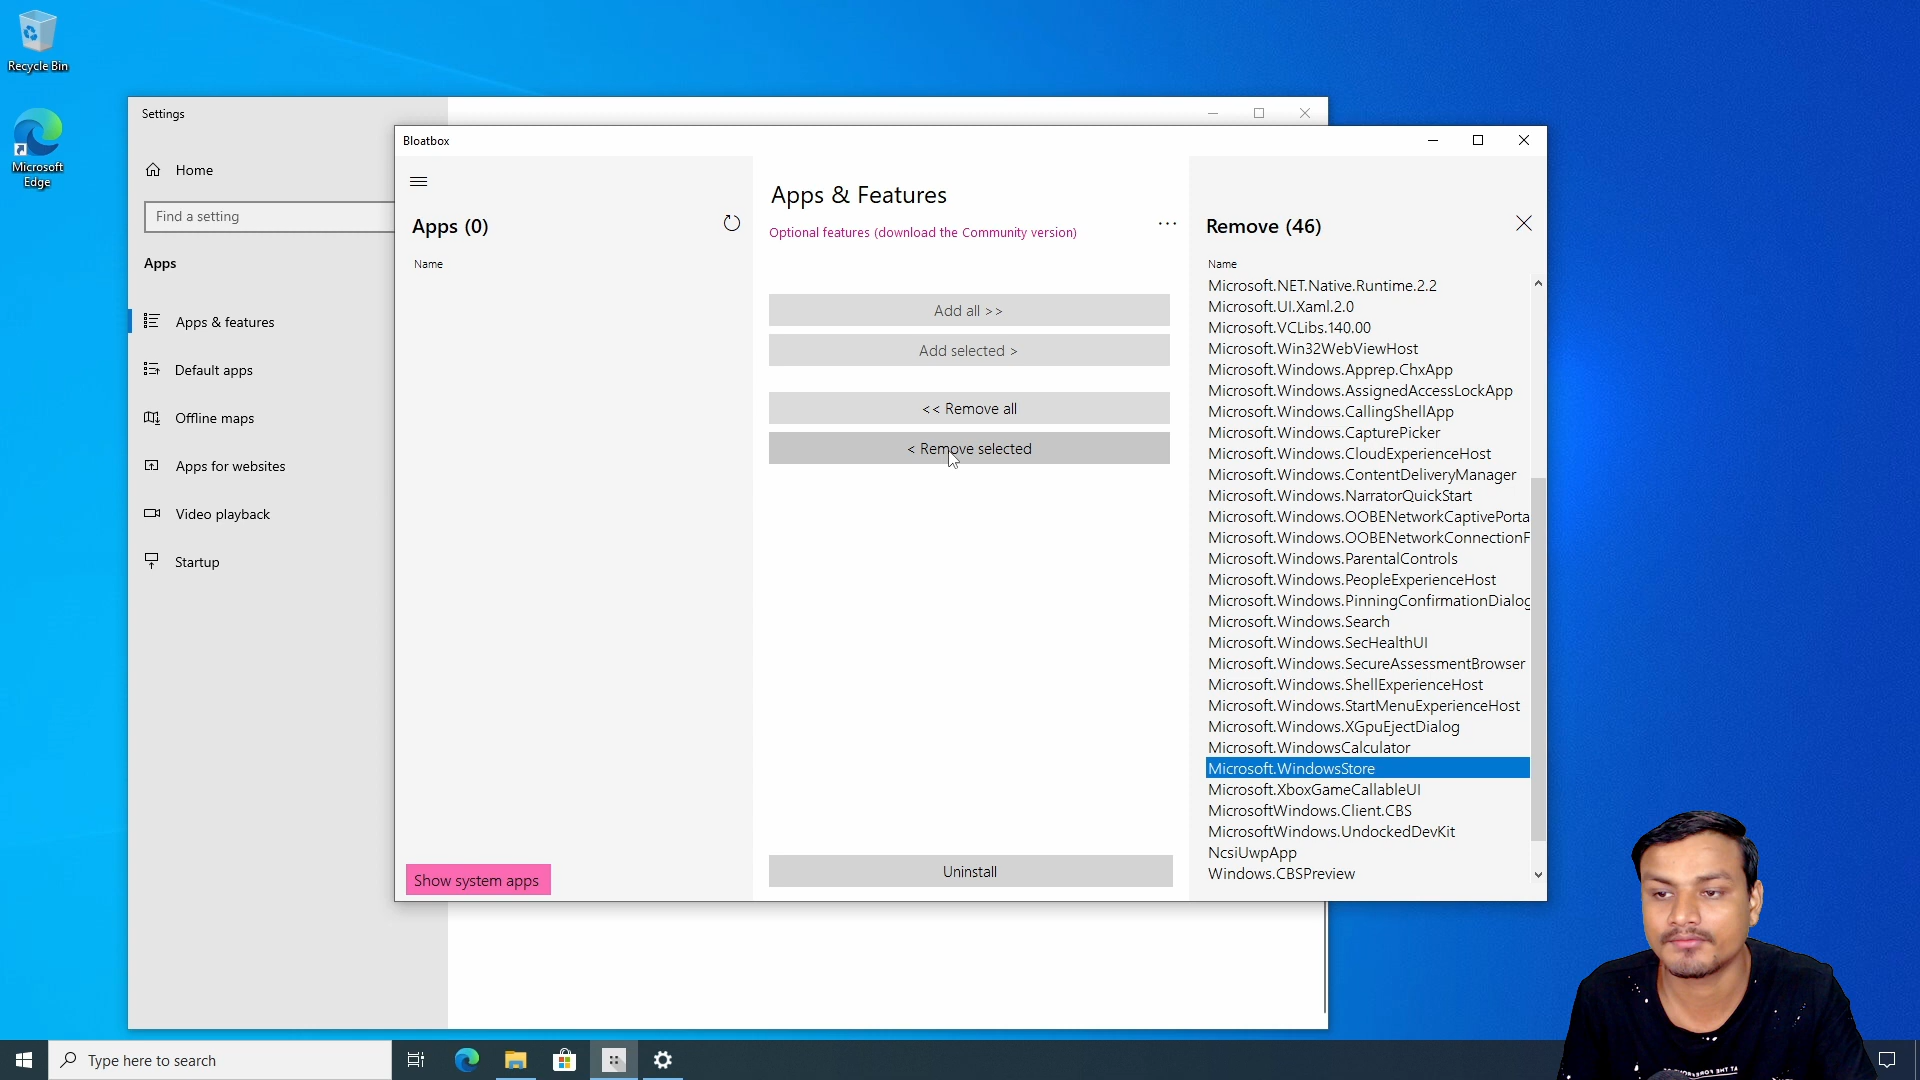 Recycle Bin
Microsoft
Edge
Settings
Home
Find a setting
Apps
Apps & features
Default apps
Offline maps
Apps for websites
Video playback
Startup
Bloatbox
Apps (0)
Name
Show system apps
Apps & Features
Optional features (download the Community version)
...
Add all >>
Add selected >
<< Remove all
< Remove selected
Uninstall
Remove (46)
Name
Microsoft.NET.Native.Runtime.2.2
Microsoft.UI.Xaml.2.0
Microsoft.VCLibs.140.00
Microsoft.Win32WebViewHost
Microsoft.Windows.Apprep.ChxApp
Microsoft.Windows.AssignedAccessLockApp
Microsoft.Windows.CallingShellApp
Microsoft.Windows.CapturePicker
Microsoft.Windows.CloudExperienceHost
Microsoft.Windows.ContentDeliveryManager
Microsoft.Windows.NarratorQuickStart
Microsoft.Windows.OOBENetworkCaptivePorta
Microsoft.Windows.OOBENetworkConnectionF
Microsoft.Windows.ParentalControls
Microsoft.Windows.PeopleExperienceHost
Microsoft.Windows.PinningConfirmationDialog
Microsoft.Windows.Search
Microsoft.Windows.SecHealthUI
Microsoft.Windows.SecureAssessmentBrowser
Microsoft.Windows.ShellExperienceHost
Microsoft.Windows.StartMenuExperienceHost
Microsoft.Windows.XGpuEjectDialog
Microsoft.WindowsCalculator
Microsoft.WindowsStore
Microsoft.XboxGameCallableUI
MicrosoftWindows.Client.CBS
MicrosoftWindows.UndockedDevKit
NcsiUwpApp
Windows.CBSPreview
Type here to search